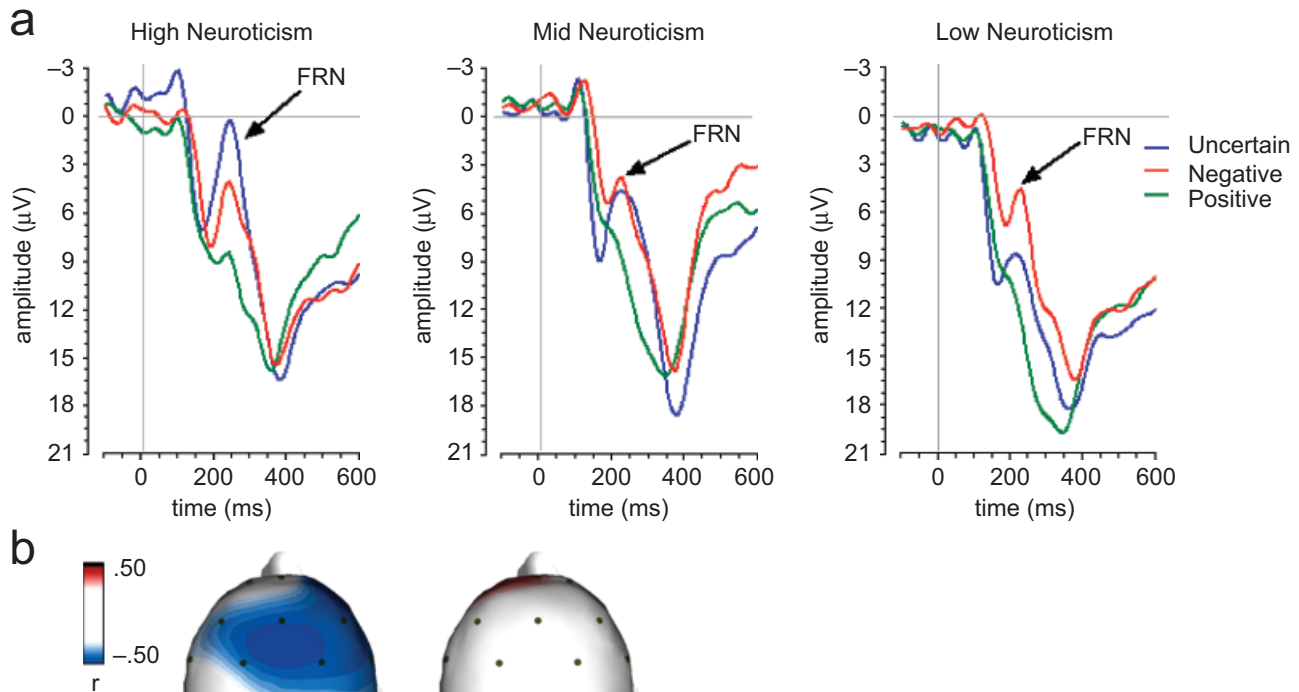 a
High Neuroticism
Mid Neuroticism
Low Neuroticism
–3
0
3
6
9
12
15
18
21
amplitude (µV)
FRN
0 200 400 600
time (ms)
–3
0
3
6
9
12
15
18
21
amplitude (µV)
FRN
0 200 400 600
time (ms)
–3
0
3
6
9
12
15
18
21
amplitude (µV)
FRN
0 200 400 600
time (ms)
Uncertain
Negative
Positive
b
.50
–.50
r